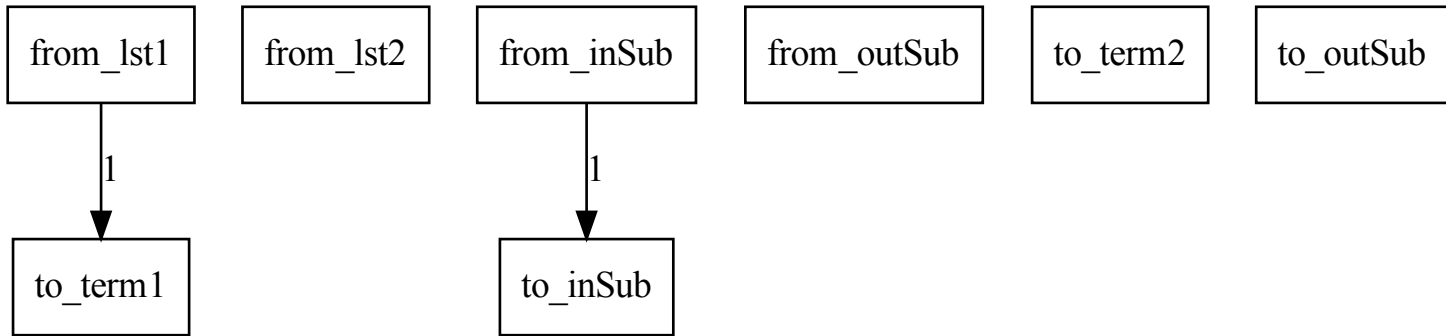 from_lst1
from_lst2
from_inSub
from_outSub
to_term2
to_outSub
1
1
to_term1
to_inSub